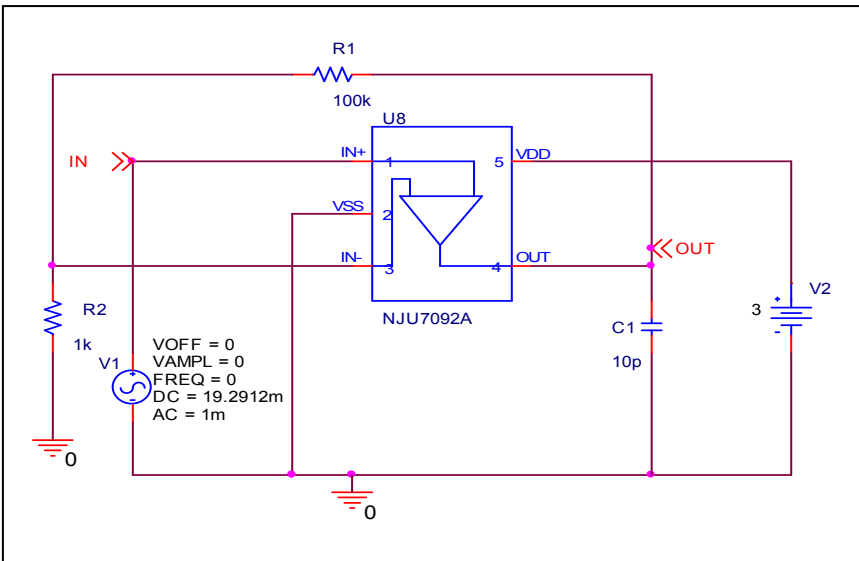 R1
100k
U8
IN
IN+
1
5
VDD
VSS
2
IN-
3
4
OUT
OUT
NJU7092A
R2
1k
V1
VOFF = 0
VAMPL = 0
FREQ = 0
DC = 19.2912m
AC = 1m
C1
10p
V2
3
+
-
0
0